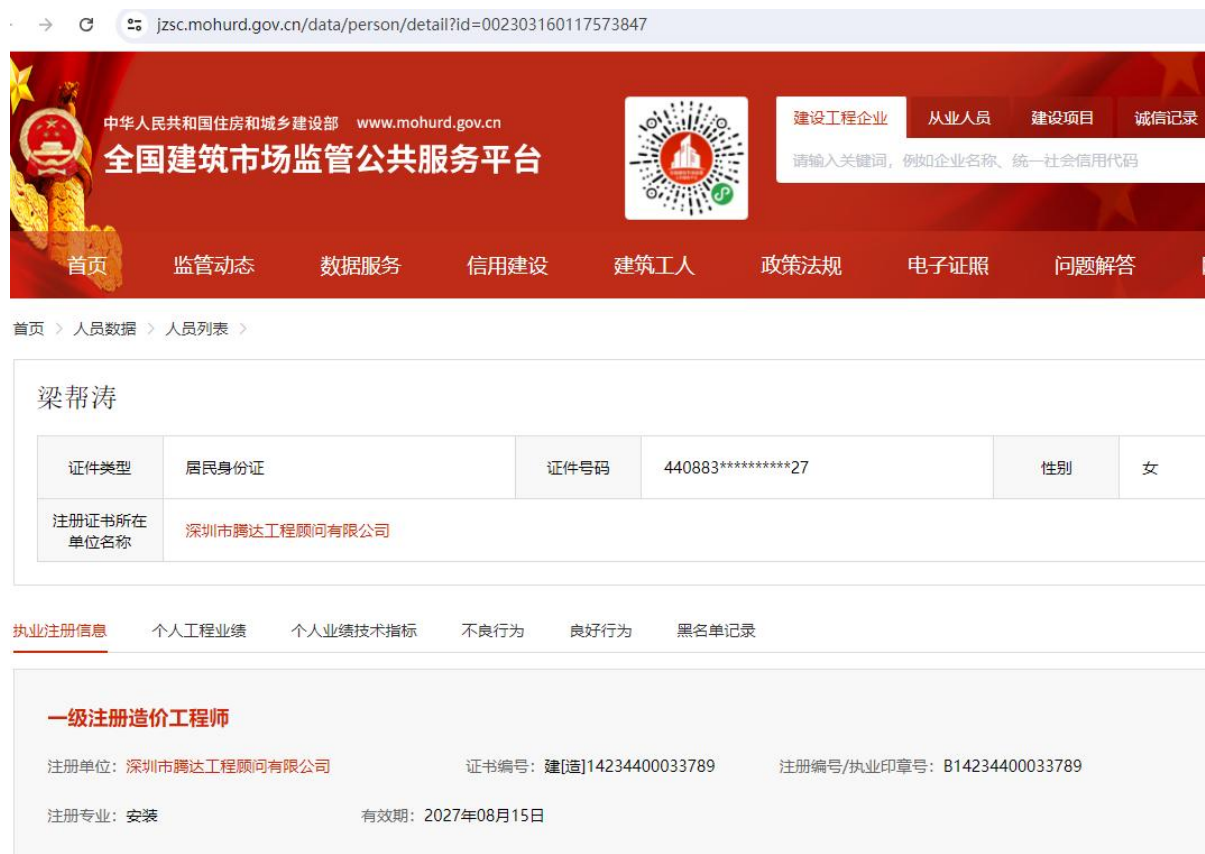 jzsc.mohurd.gov.cn/data/person/detail?id=002303160117573847
中华人民共和国住房和城乡建设部 www.mohurd.gov.cn
全国建筑市场监管公共服务平台
建设工程企业 从业人员 建设项目 诚信记录
请输入关键词，例如企业名称、统一社会信用代码
首页 监管动态 数据服务 信用建设 建筑工人 政策法规 电子证照 问题解答
首页 > 人员数据 > 人员列表 >
梁帮涛
证件类型 居民身份证 证件号码 440883**********27 性别 女
注册证书所在
单位名称
深圳市腾达工程顾问有限公司
执业注册信息 个人工程业绩 个人业绩技术指标 不良行为 良好行为 黑名单记录
一级注册造价工程师
注册单位：深圳市腾达工程顾问有限公司 证书编号：建[造]14234400033789 注册编号/执业印章号：B14234400033789
注册专业：安装 有效期：2027年08月15日